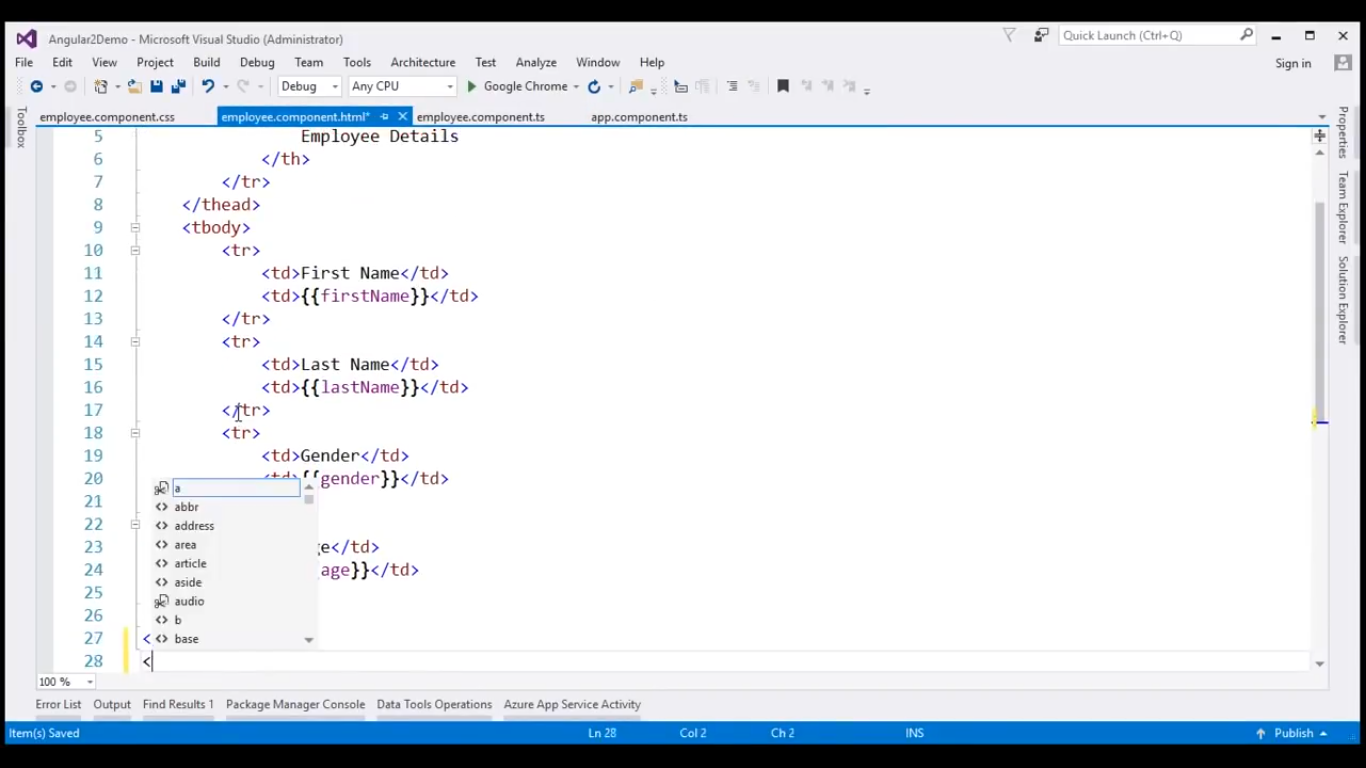 Angular2Demo - Microsoft Visual Studio (Administrator)
Quick Launch (Ctrl+Q)
File Edit View Project Build Debug Team Tools Architecture Test Analyze Window Help
Sign in
Debug Any CPU Google Chrome
Toolbox
employee.component.css employee.component.html* employee.component.ts app.component.ts
Properties
Team Explorer
Solution Explorer
5 Employee Details
6 </th>
7 </tr>
8 </thead>
9 <tbody>
10 <tr>
11 <td>First Name</td>
12 <td>{{firstName}}</td>
13 </tr>
14 <tr>
15 <td>Last Name</td>
16 <td>{{lastName}}</td>
17 </tr>
18 <tr>
19 <td>Gender</td>
20 <td>{{gender}}</td>
21
22
23 ge</td>
24 age}}</td>
25
26
27 <
28 <
a
abbr
address
area
article
aside
audio
b
base
100 %
Error List Output Find Results 1 Package Manager Console Data Tools Operations Azure App Service Activity
Item(s) Saved Ln 28 Col 2 Ch 2 INS Publish